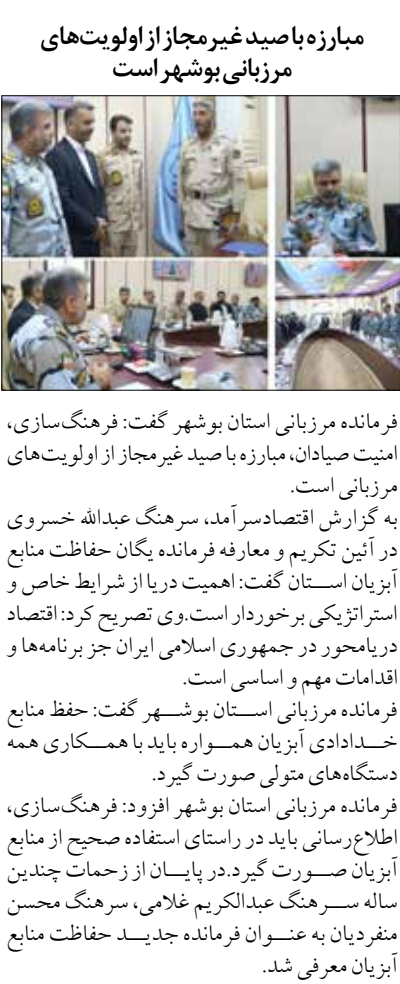 مبارزه با صید غیرمجاز از اولویت‌های
مرزبانی بوشهر است
فرمانده مرزبانی استان بوشهر گفت: فرهنگ‌سازی،
امنیت صیادان، مبارزه با صید غیرمجاز از اولویت‌های
مرزبانی است.
به گزارش اقتصادسرآمد، سرهنگ عبدالله خسروی
در آئین تکریم و معارفه فرمانده یگان حفاظت منابع
آبزیان استان گفت: اهمیت دریا از شرایط خاص و
استراتژیکی برخوردار است.وی تصریح کرد: اقتصاد
دریامحور در جمهوری اسلامی ایران جز برنامه‌ها و
اقدامات مهم و اساسی است.
فرمانده مرزبانی استان بوشهر گفت: حفظ منابع
خدادادی آبزیان همواره باید با همکاری همه
دستگاه‌های متولی صورت گیرد.
فرمانده مرزبانی استان بوشهر افزود: فرهنگ‌سازی،
اطلاع‌رسانی باید در راستای استفاده صحیح از منابع
آبزیان صورت گیرد.در پایان از زحمات چندین
ساله سرهنگ عبدالکریم غلامی، سرهنگ محسن
منفردیان به عنوان فرمانده جدید حفاظت منابع
آبزیان معرفی شد.